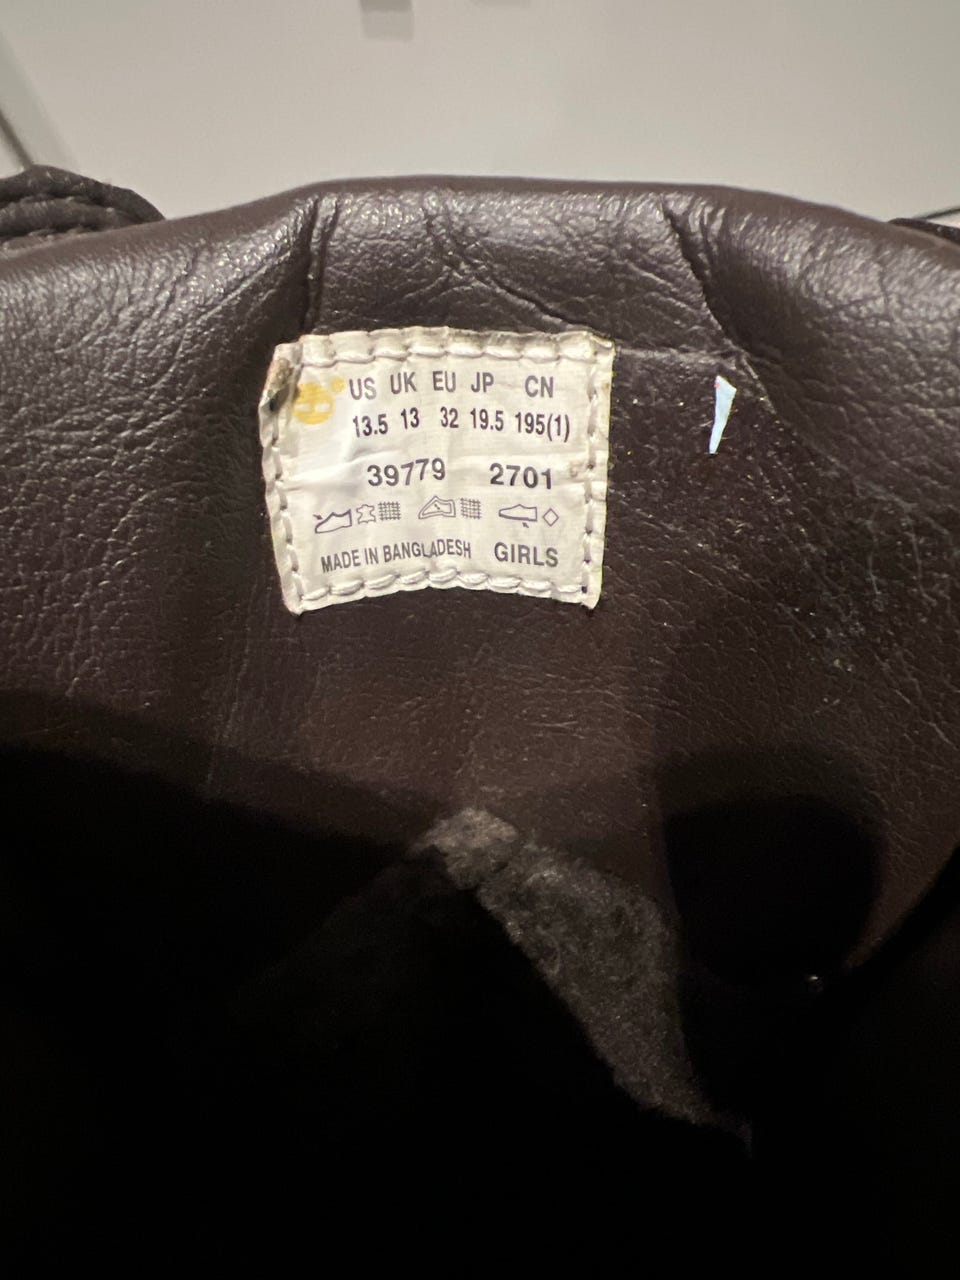 US UK EU JP CN
13.5 13 32 19.5 195(1)
39779 2701
MADE IN BANGLADESH GIRLS